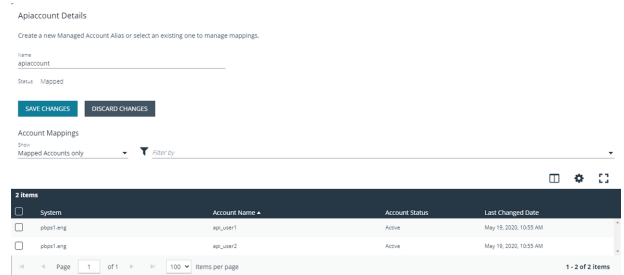 Apiaccount Details
Create a new Managed Account Alias or select an existing one to manage mappings.
Name
apiaccount
Status Mapped
SAVE CHANGES DISCARD CHANGES
Account Mappings
Show
Mapped Accounts only Filter by
2 items
System Account Name Account Status Last Changed Date
pbps1.eng api_user1 Active May 19, 2020, 10:55 AM
pbps1.eng api_user2 Active May 19, 2020, 10:55 AM
Page 1 of 1 100 Items per page 1 - 2 of 2 items